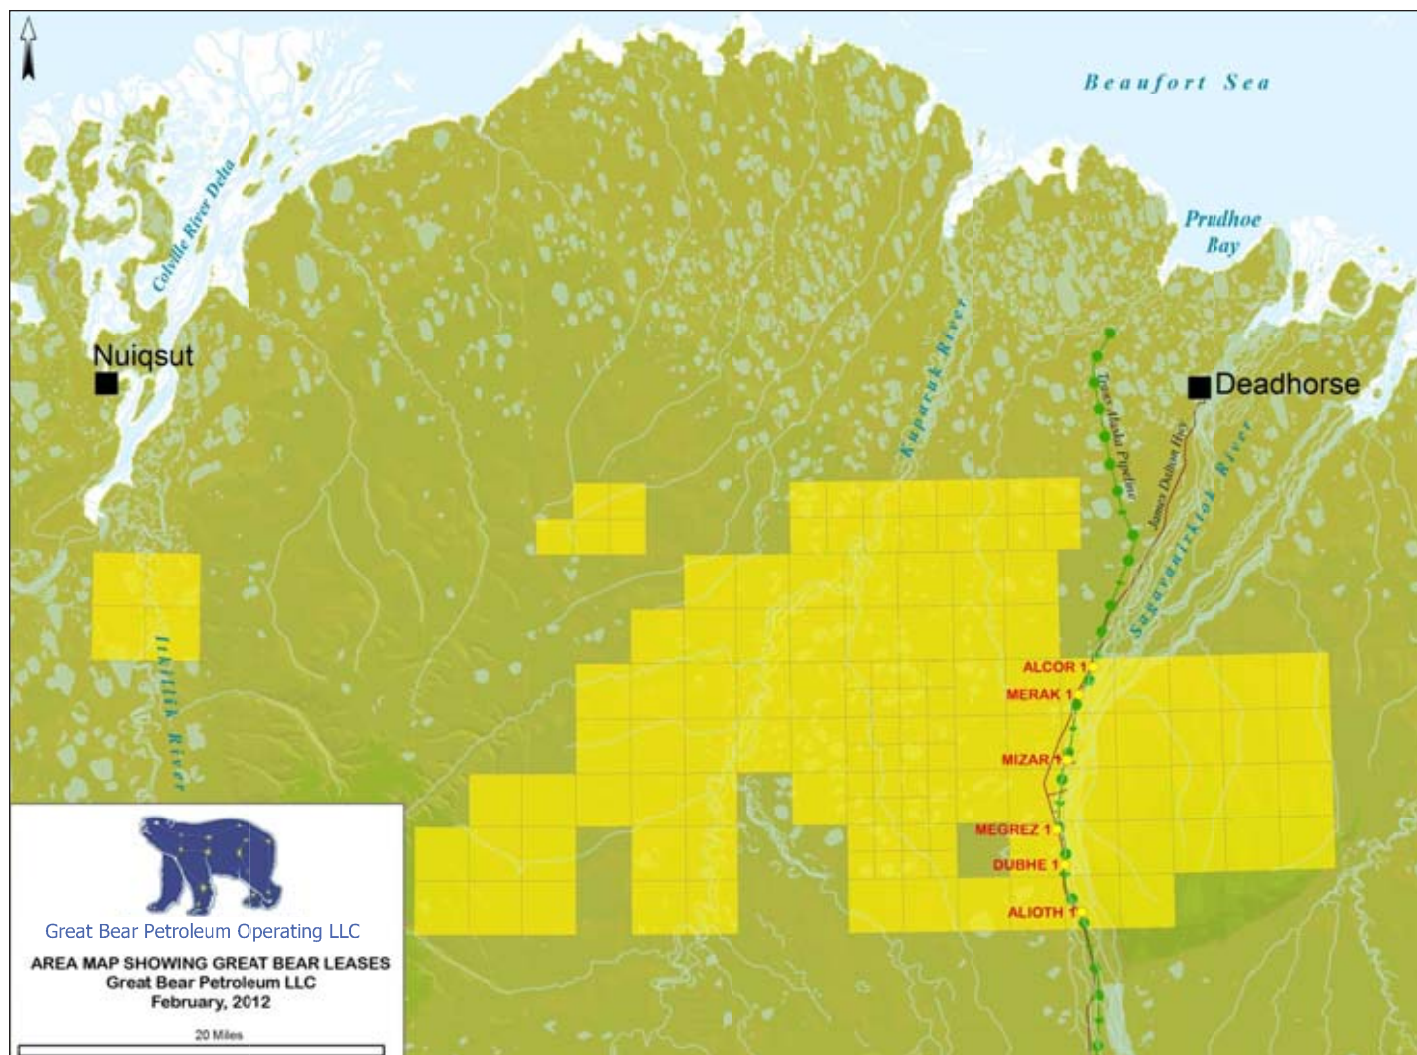 Beaufort Sea
Colville River Delta
Prudhoe
Bay
Nuiqsut
Kuparuk River
Trans Alaska Pipeline
Deadhorse
James Dalton Hwy
Sagavanirktok River
Itkillik River
ALCOR 1
MERAK 1
MIZAR 1
MEGREZ 1
DUBHE 1
ALIOTH 1
Great Bear Petroleum Operating LLC
AREA MAP SHOWING GREAT BEAR LEASES
Great Bear Petroleum LLC
February, 2012
20 Miles